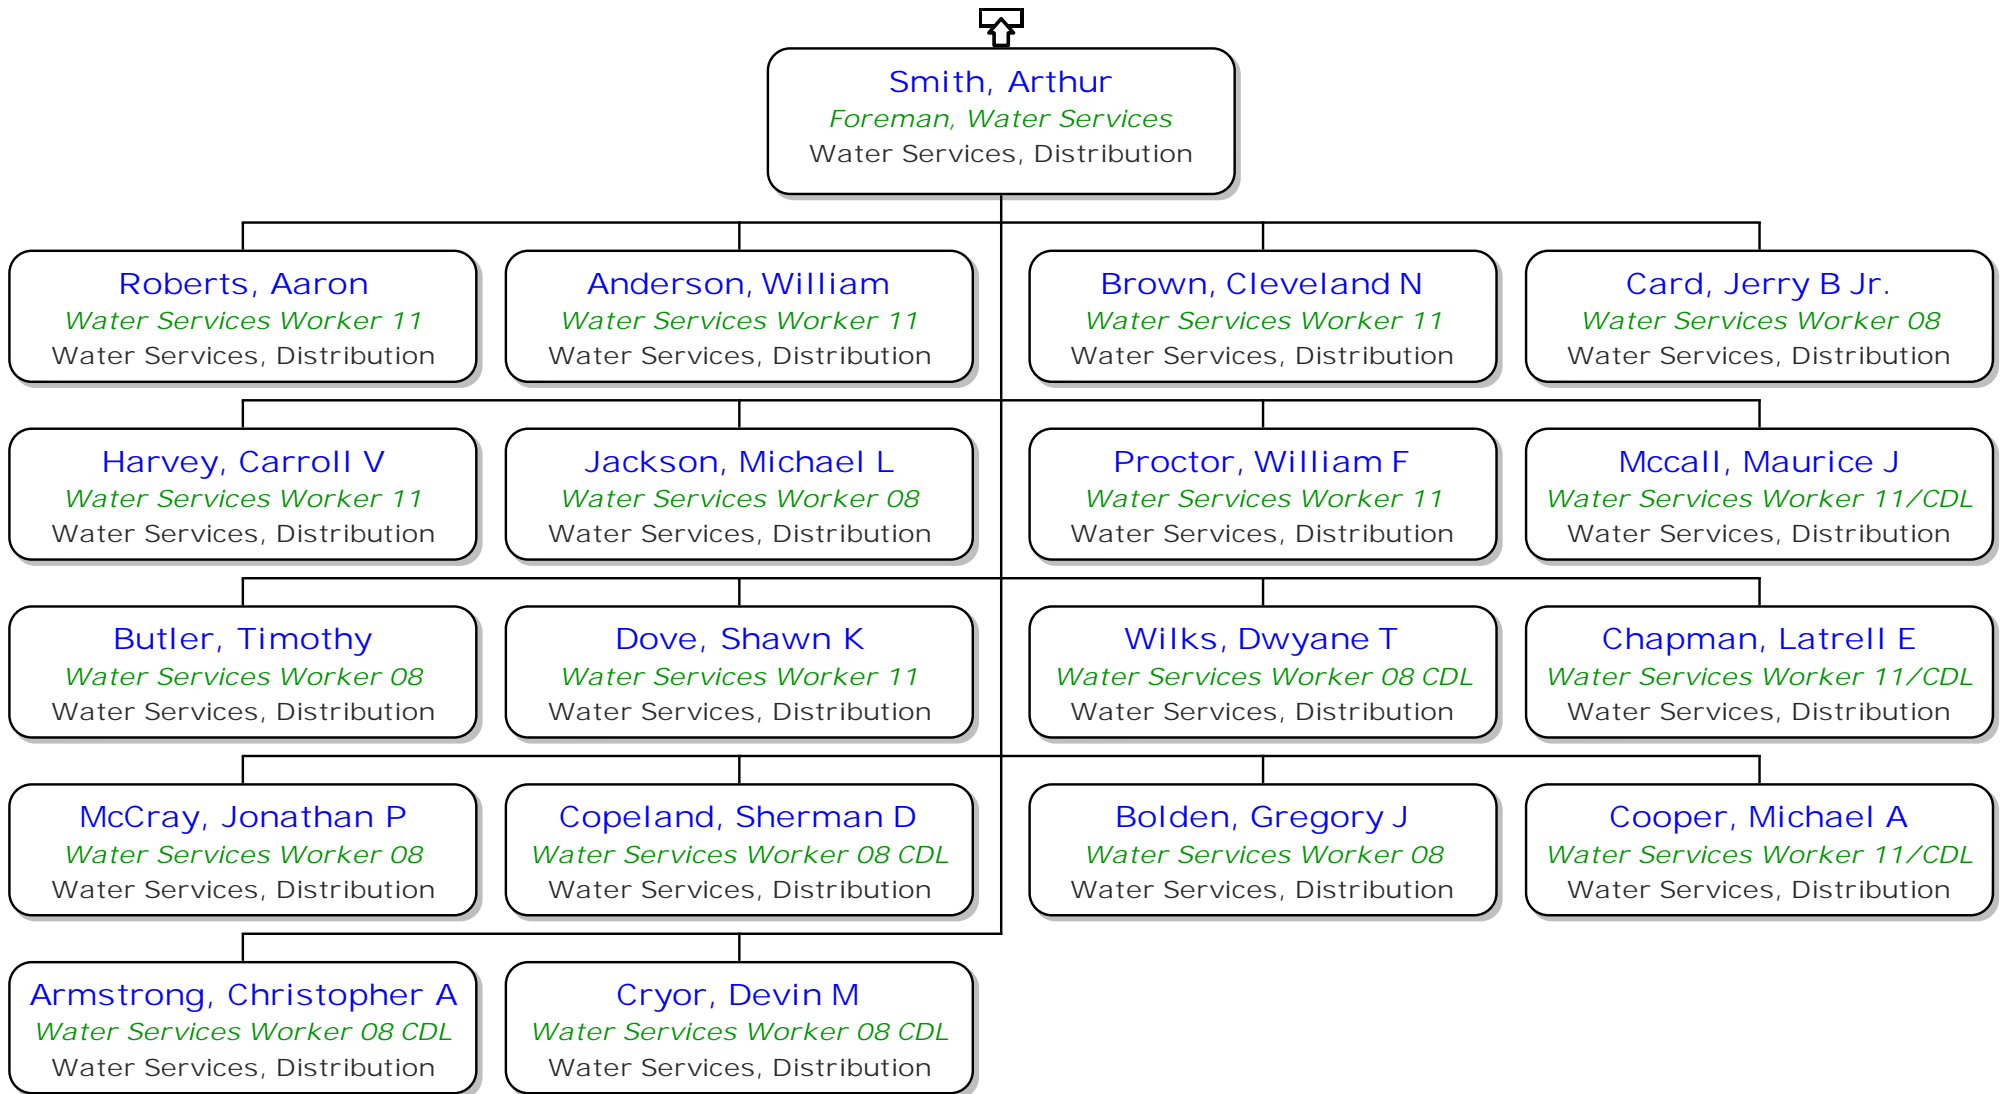 Smith, Arthur
Foreman, Water Services
Water Services, Distribution
Roberts, Aaron
Water Services Worker 11
Water Services, Distribution
Anderson, William
Water Services Worker 11
Water Services, Distribution
Brown, Cleveland N
Water Services Worker 11
Water Services, Distribution
Card, Jerry B Jr.
Water Services Worker 08
Water Services, Distribution
Harvey, Carroll V
Water Services Worker 11
Water Services, Distribution
Jackson, Michael L
Water Services Worker 08
Water Services, Distribution
Proctor, William F
Water Services Worker 11
Water Services, Distribution
Mccall, Maurice J
Water Services Worker 11/CDL
Water Services, Distribution
Butler, Timothy
Water Services Worker 08
Water Services, Distribution
Dove, Shawn K
Water Services Worker 11
Water Services, Distribution
Wilks, Dwyane T
Water Services Worker 08 CDL
Water Services, Distribution
Chapman, Latrell E
Water Services Worker 11/CDL
Water Services, Distribution
McCray, Jonathan P
Water Services Worker 08
Water Services, Distribution
Copeland, Sherman D
Water Services Worker 08 CDL
Water Services, Distribution
Bolden, Gregory J
Water Services Worker 08
Water Services, Distribution
Cooper, Michael A
Water Services Worker 11/CDL
Water Services, Distribution
Armstrong, Christopher A
Water Services Worker 08 CDL
Water Services, Distribution
Cryor, Devin M
Water Services Worker 08 CDL
Water Services, Distribution